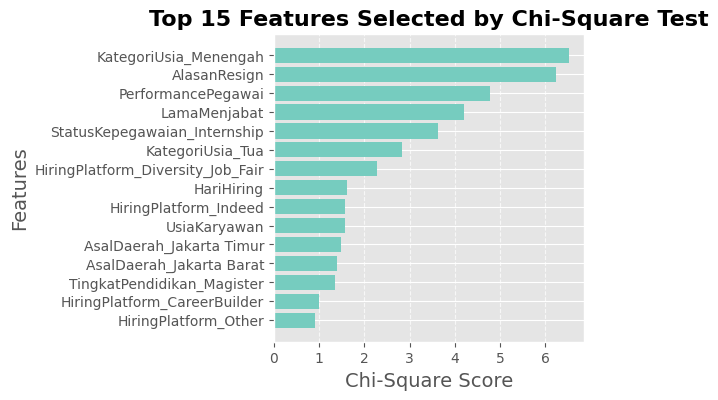 Top 15 Features Selected by Chi-Square Test
Features
KategoriUsia_Menengah
AlasanResign
PerformancePegawai
LamaMenjabat
StatusKepegawaian_Internship
KategoriUsia_Tua
HiringPlatform_Diversity_Job_Fair
HariHiring
HiringPlatform_Indeed
UsiaKaryawan
AsalDaerah_Jakarta Timur
AsalDaerah_Jakarta Barat
TingkatPendidikan_Magister
HiringPlatform_CareerBuilder
HiringPlatform_Other
0 1 2 3 4 5 6
Chi-Square Score